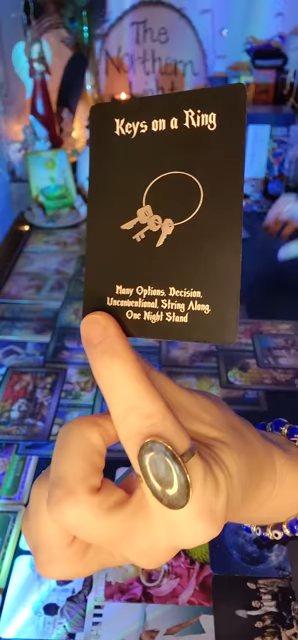 The
Northern
Keys on a Ring
Many Options, Decision,
Unconventional, String Along,
One Night Stand